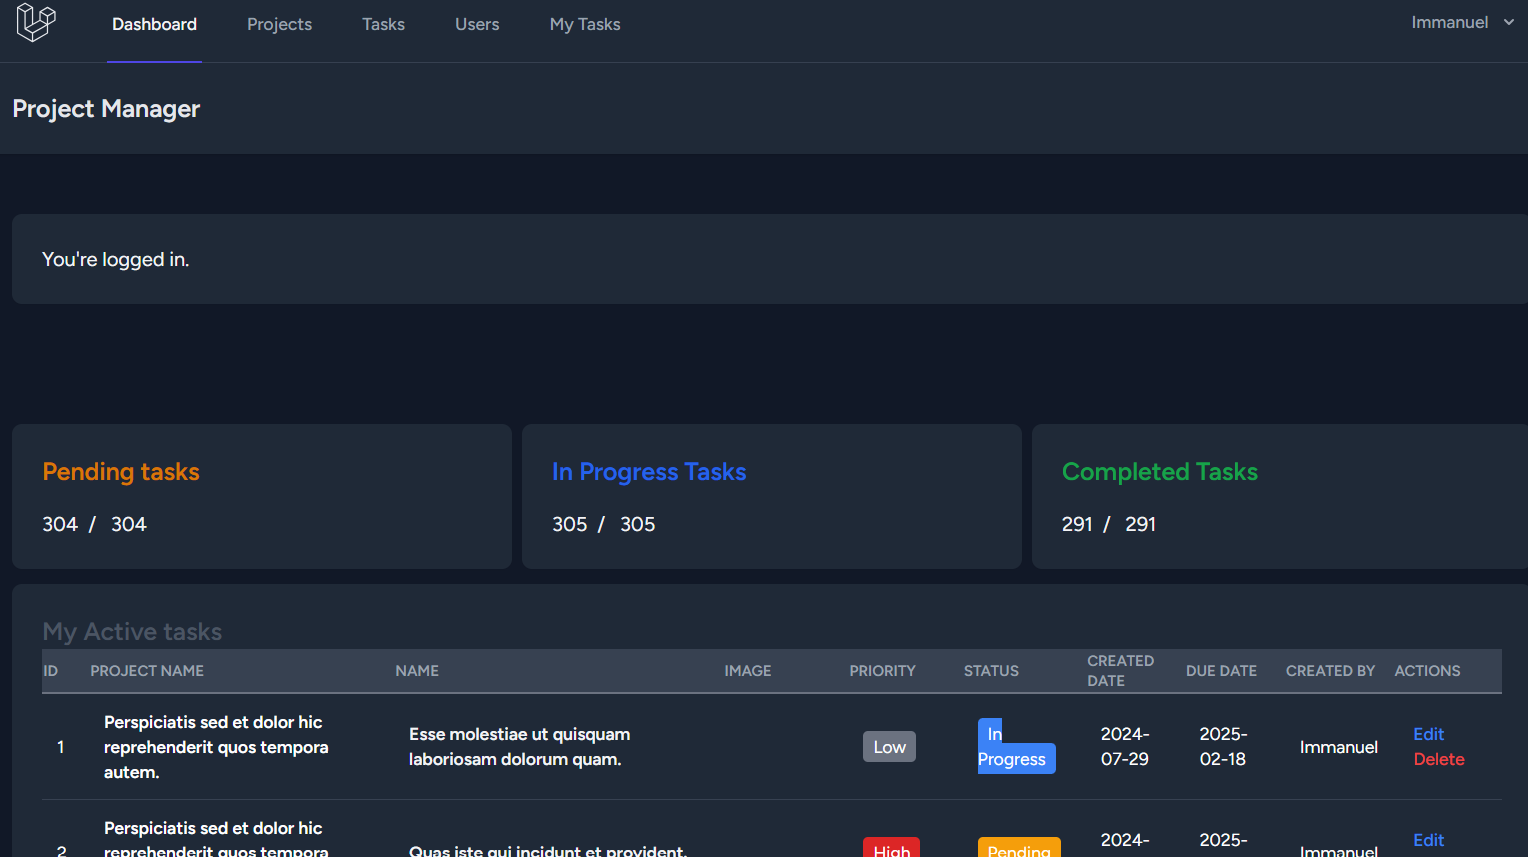 Dashboard Projects Tasks Users My Tasks Immanuel
Project Manager
You're logged in.
Pending tasks In Progress Tasks Completed Tasks
304 / 304 305 / 305 291 / 291
My Active tasks
ID PROJECT NAME NAME IMAGE PRIORITY STATUS CREATED DATE DUE DATE CREATED BY ACTIONS
1 Perspiciatis sed et dolor hic reprehenderit quos tempora autem. Esse molestiae ut quisquam laboriosam dolorum quam. Low In Progress 2024-07-29 2025-02-18 Immanuel Edit Delete
2 Perspiciatis sed et dolor hic reprehenderit quos tempora Quas iste qui incidunt et provident. High Pending 2024- 2025- Immanuel Edit